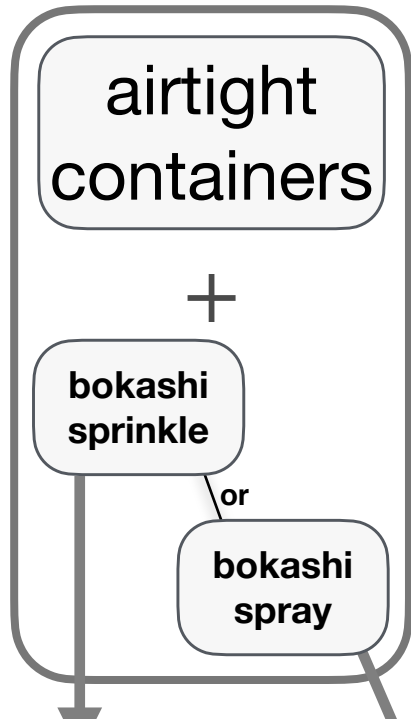 airtight
containers
+
bokashi
sprinkle
or
bokashi
spray